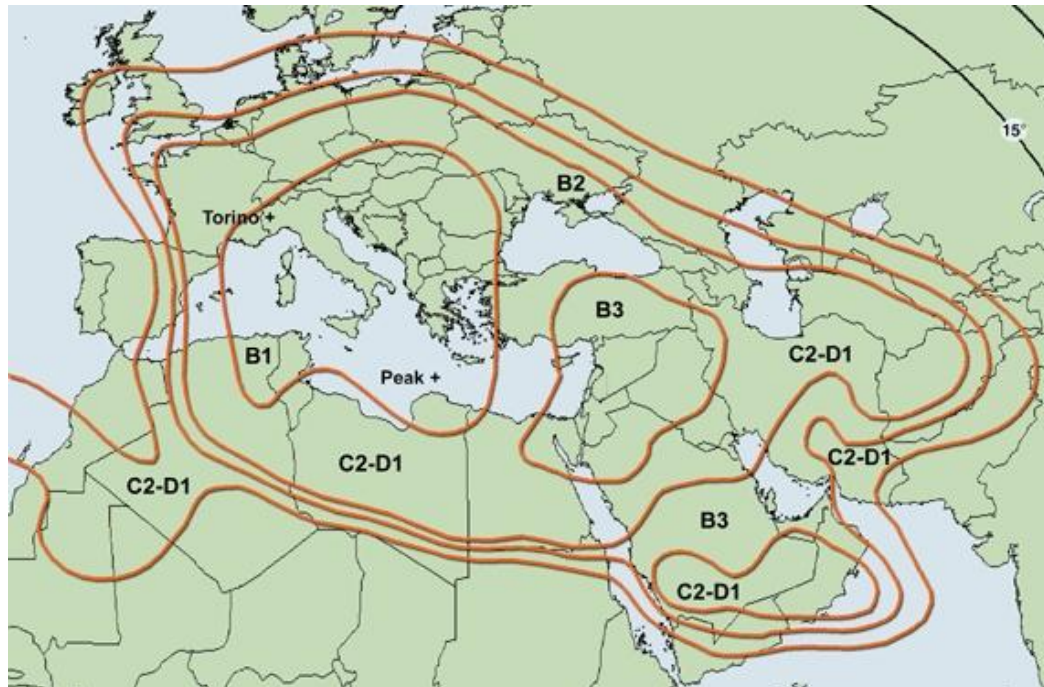 15°
B2
Torino +
B3
B1
C2-D1
Peak +
C2-D1
C2-D1
C2-D1
B3
C2-D1